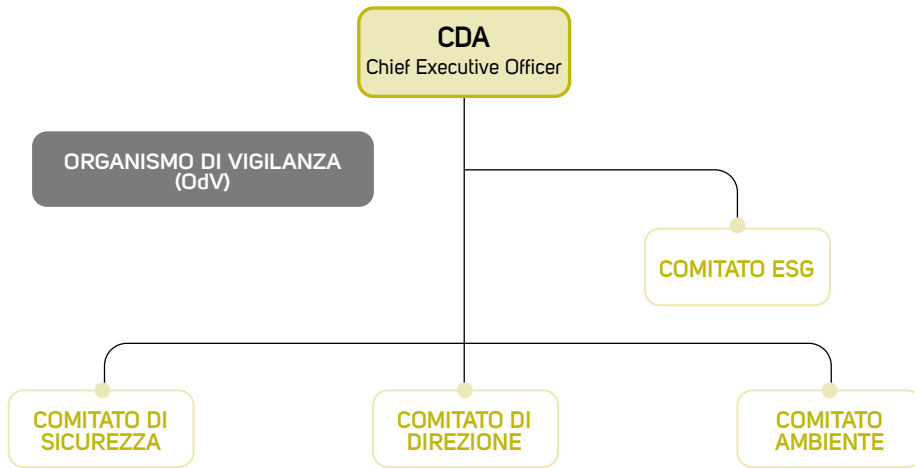 CDA
Chief Executive Officer
ORGANISMO DI VIGILANZA
(OdV)
COMITATO ESG
COMITATO DI
SICUREZZA
COMITATO DI
DIREZIONE
COMITATO
AMBIENTE